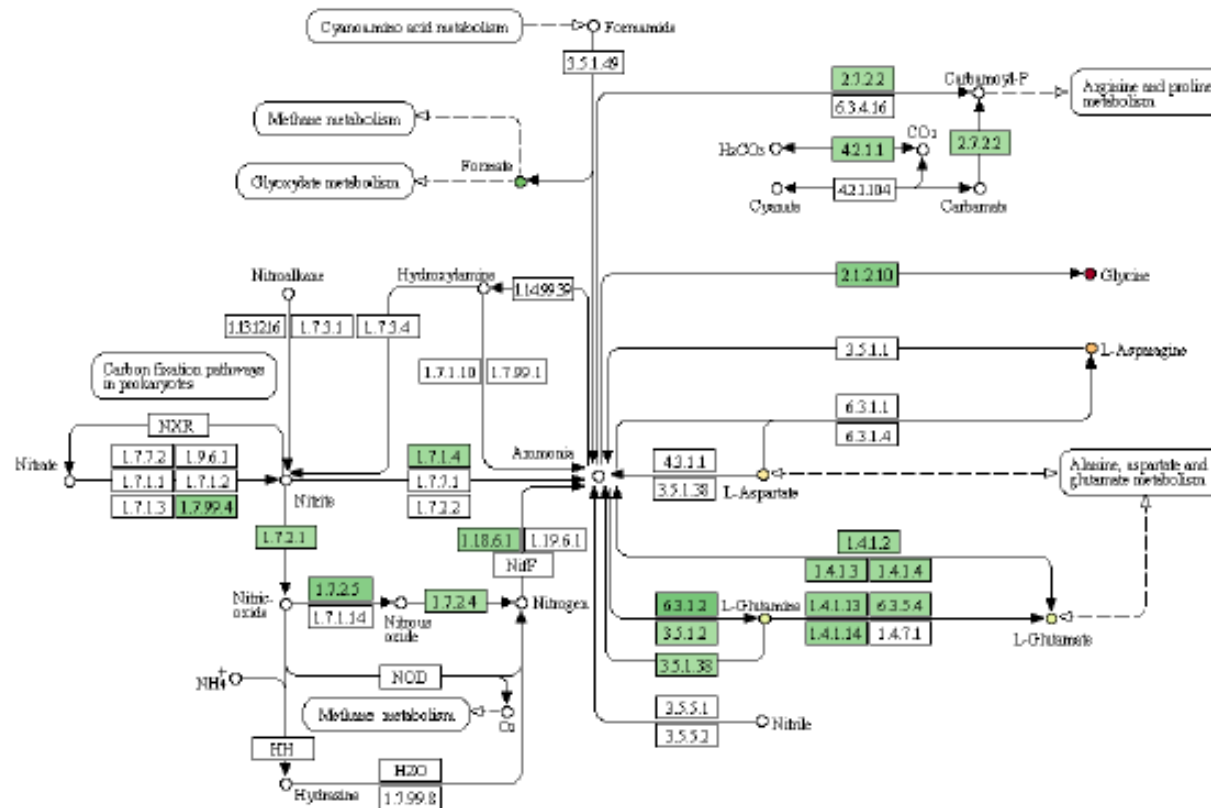 Cyanoamino acid metabolism
Formamide
3.5.1.49
2.7.2.2
6.3.4.16
Carbamoyl-P
Arginine and proline
metabolism
Methane metabolism
H2CO3
4.2.1.1
CO2
2.7.2.2
Formate
Glyoxylate metabolism
Cyanate
4.2.1.104
Carbamate
Nitroalkane
Hydroxylamine
1.14.99.39
2.1.2.10
Glycine
1.13.12.16
1.7.3.1
1.7.3.4
3.5.1.1
L-Asparagine
Carbon fixation pathways
in prokaryotes
1.7.1.10
1.7.99.1
6.3.1.1
6.3.1.4
NXR
Nitrate
1.7.7.2
1.9.6.1
1.7.1.1
1.7.1.2
1.7.1.3
1.7.99.4
Nitrite
1.7.1.4
1.7.7.1
1.7.2.2
Ammonia
4.3.1.1
3.5.1.38
L-Aspartate
Alanine, aspartate and
glutamate metabolism
1.7.2.1
1.18.6.1
1.19.6.1
NifF
1.4.1.2
1.4.1.3
1.4.1.4
Nitric-
oxide
1.7.2.5
1.7.1.14
Nitrous
oxide
1.7.2.4
Nitrogen
6.3.1.2
3.5.1.2
L-Glutamine
1.4.1.13
6.3.5.4
1.4.1.14
1.4.7.1
L-Glutamate
3.5.1.38
NH4+
NOD
Methane metabolism
O2
3.5.5.1
3.5.5.2
Nitrile
HH
HZO
1.7.99.8
Hydrazine